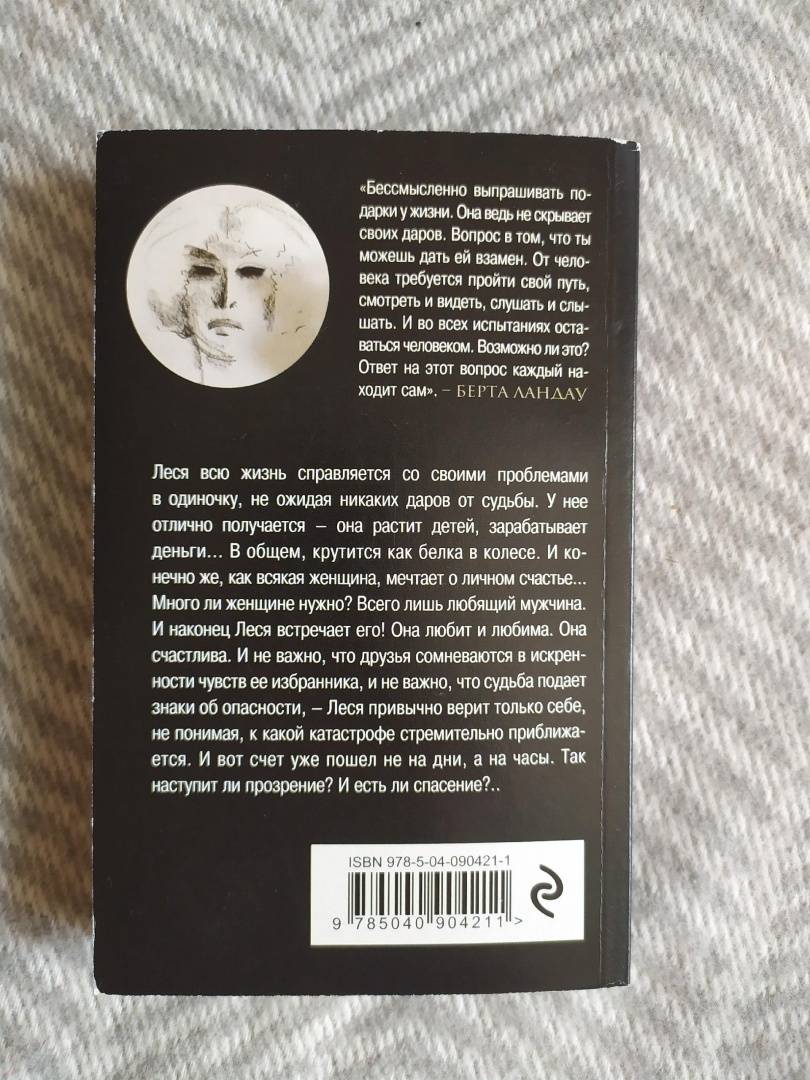 «Бессмысленно выпрашивать по-
дарки у жизни. Она ведь не скрывает
своих даров. Вопрос в том, что ты
можешь дать ей взамен. От чело-
века требуется пройти свой путь,
смотреть и видеть, слушать и слы-
шать. И во всех испытаниях оста-
ваться человеком. Возможно ли это?
Ответ на этот вопрос каждый на-
ходит сам». – БЕРТА ЛАНДАУ
Леся всю жизнь справляется со своими проблемами
в одиночку, не ожидая никаких даров от судьбы. У нее
отлично получается – она растит детей, зарабатывает
деньги... В общем, крутится как белка в колесе. И ко-
нечно же, как всякая женщина, мечтает о личном счастье...
Много ли женщине нужно? Всего лишь любящий мужчина.
И наконец Леся встречает его! Она любит и любима. Она
счастлива. И не важно, что друзья сомневаются в искрен-
ности чувств ее избранника, и не важно, что судьба подает
знаки об опасности, – Леся привычно верит только себе,
не понимая, к какой катастрофе стремительно приближа-
ется. И вот счет уже пошел не на дни, а на часы. Так
наступит ли прозрение? И есть ли спасение?..
ISBN 978-5-04-090421-1
9 785040 904211 >